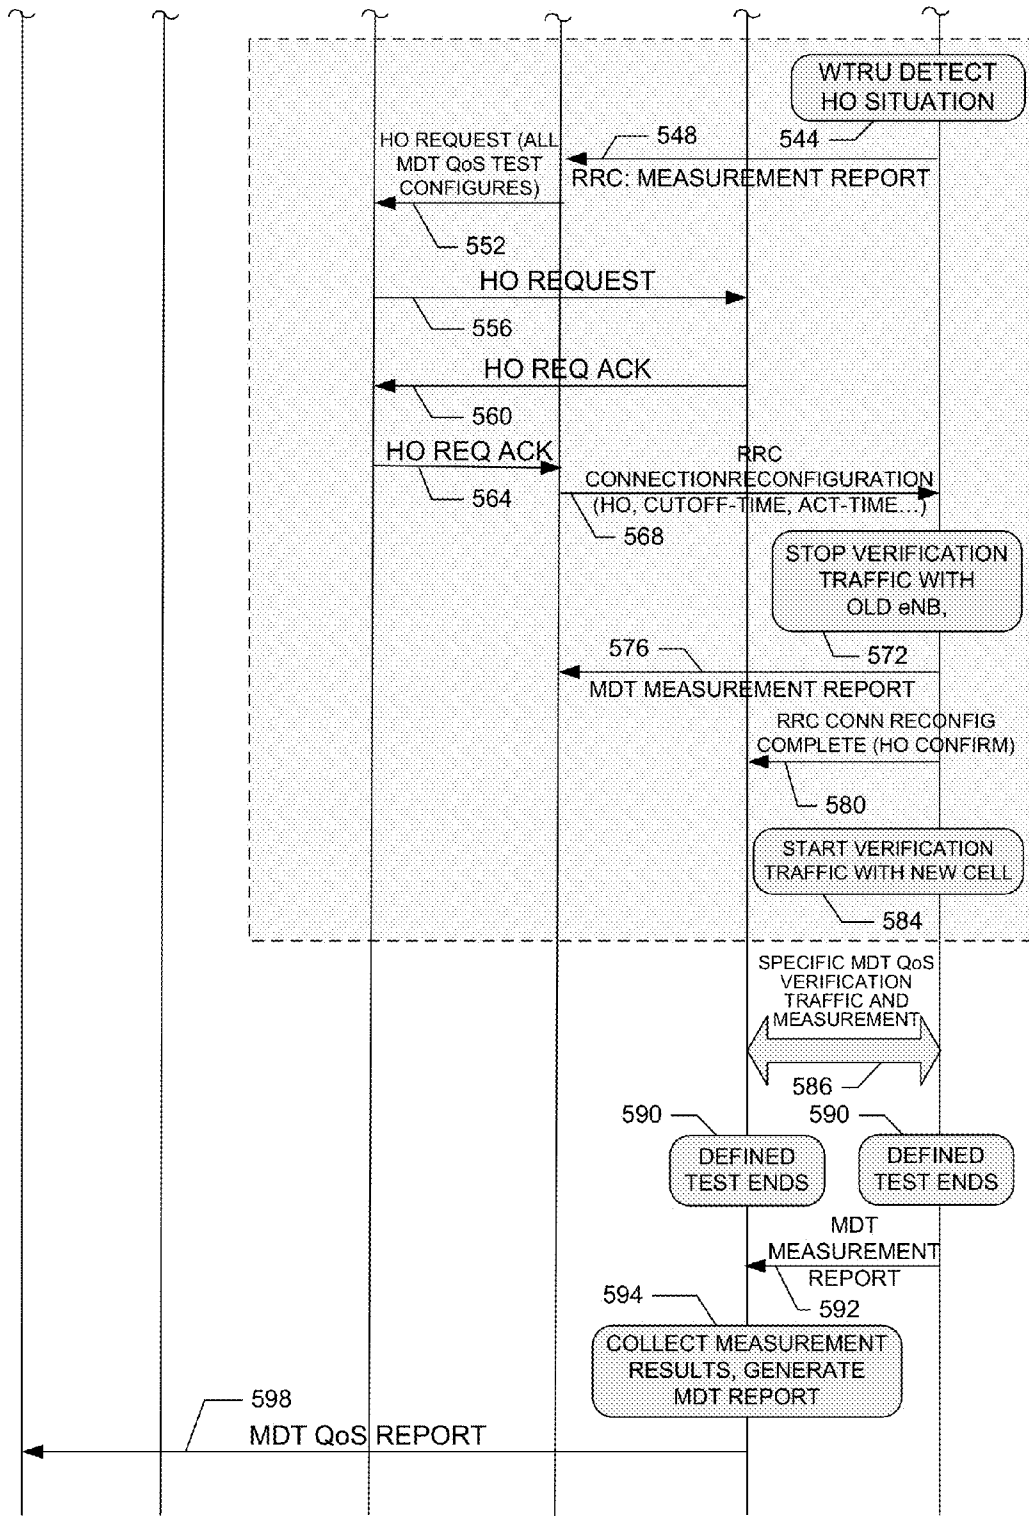 WTRU DETECT
HO SITUATION
544
548
RRC: MEASUREMENT REPORT
HO REQUEST (ALL
MDT QoS TEST
CONFIGURES)
552
HO REQUEST
556
HO REQ ACK
560
HO REQ ACK
564
RRC
CONNECTIONRECONFIGURATION
(HO, CUTOFF-TIME, ACT-TIME...)
568
STOP VERIFICATION
TRAFFIC WITH
OLD eNB,
572
576
MDT MEASUREMENT REPORT
RRC CONN RECONFIG
COMPLETE (HO CONFIRM)
580
START VERIFICATION
TRAFFIC WITH NEW CELL
584
SPECIFIC MDT QoS
VERIFICATION
TRAFFIC AND
MEASUREMENT
586
590
590
DEFINED
TEST ENDS
DEFINED
TEST ENDS
MDT
MEASUREMENT
REPORT
592
594
COLLECT MEASUREMENT
RESULTS, GENERATE
MDT REPORT
598
MDT QoS REPORT